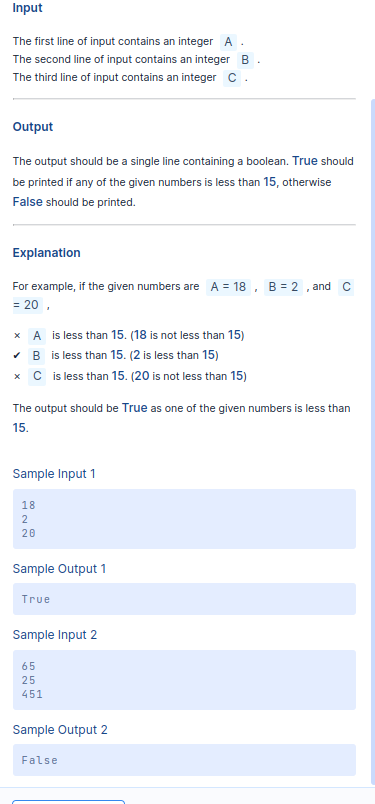 Input
The first line of input contains an integer A .
The second line of input contains an integer B .
The third line of input contains an integer C .
Output
The output should be a single line containing a boolean. True should
be printed if any of the given numbers is less than 15, otherwise
False should be printed.
Explanation
For example, if the given numbers are A = 18 , B = 2 , and C
= 20 ,
× A is less than 15. (18 is not less than 15)
✔ B is less than 15. (2 is less than 15)
× C is less than 15. (20 is not less than 15)
The output should be True as one of the given numbers is less than
15.
Sample Input 1
18
2
20
Sample Output 1
True
Sample Input 2
65
25
451
Sample Output 2
False